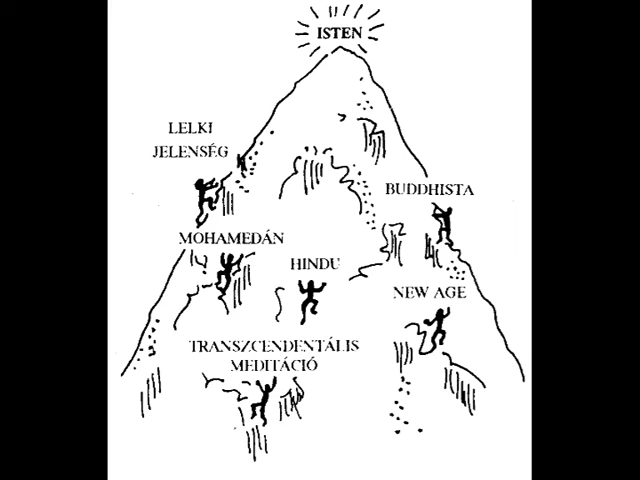 ISTEN
LELKI
JELENSÉG
BUDDHISTA
MOHAMEDÁN
HINDU
NEW AGE
TRANSZCENDENTÁLIS
MEDITÁCIÓ